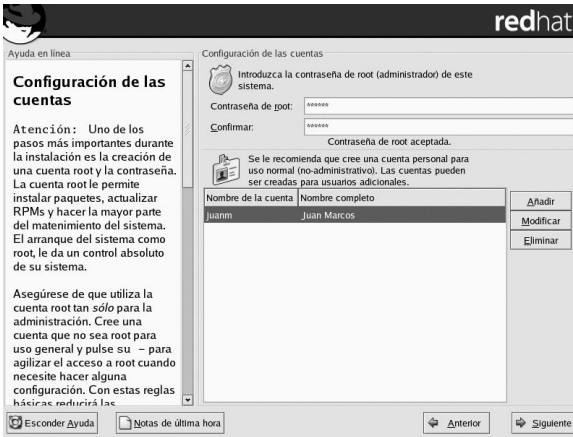 redhat
Ayuda en línea
Configuración de las
cuentas
Atención: Uno de los
pasos más importantes durante
la instalación es la creación de
una cuenta root y la contraseña.
La cuenta root le permite
instalar paquetes, actualizar
RPMs y hacer la mayor parte
del matenimiento del sistema.
El arranque del sistema como
root, le da un control absoluto
de su sistema.
Asegúrese de que utiliza la
cuenta root tan sólo para la
administración. Cree una
cuenta que no sea root para
uso general y pulse su – para
agilizar el acceso a root cuando
necesite hacer alguna
configuración. Con estas reglas
básicas reducirá las
Configuración de las cuentas
Introduzca la contraseña de root (administrador) de este
sistema.
Contraseña de root: ******
Confirmar: ******
Contraseña de root aceptada.
Se le recomienda que cree una cuenta personal para
uso normal (no-administrativo). Las cuentas pueden
ser creadas para usuarios adicionales.
Nombre de la cuenta Nombre completo
juanm Juan Marcos
Añadir
Modificar
Eliminar
Esconder Ayuda
Notas de última hora
Anterior
Siguiente